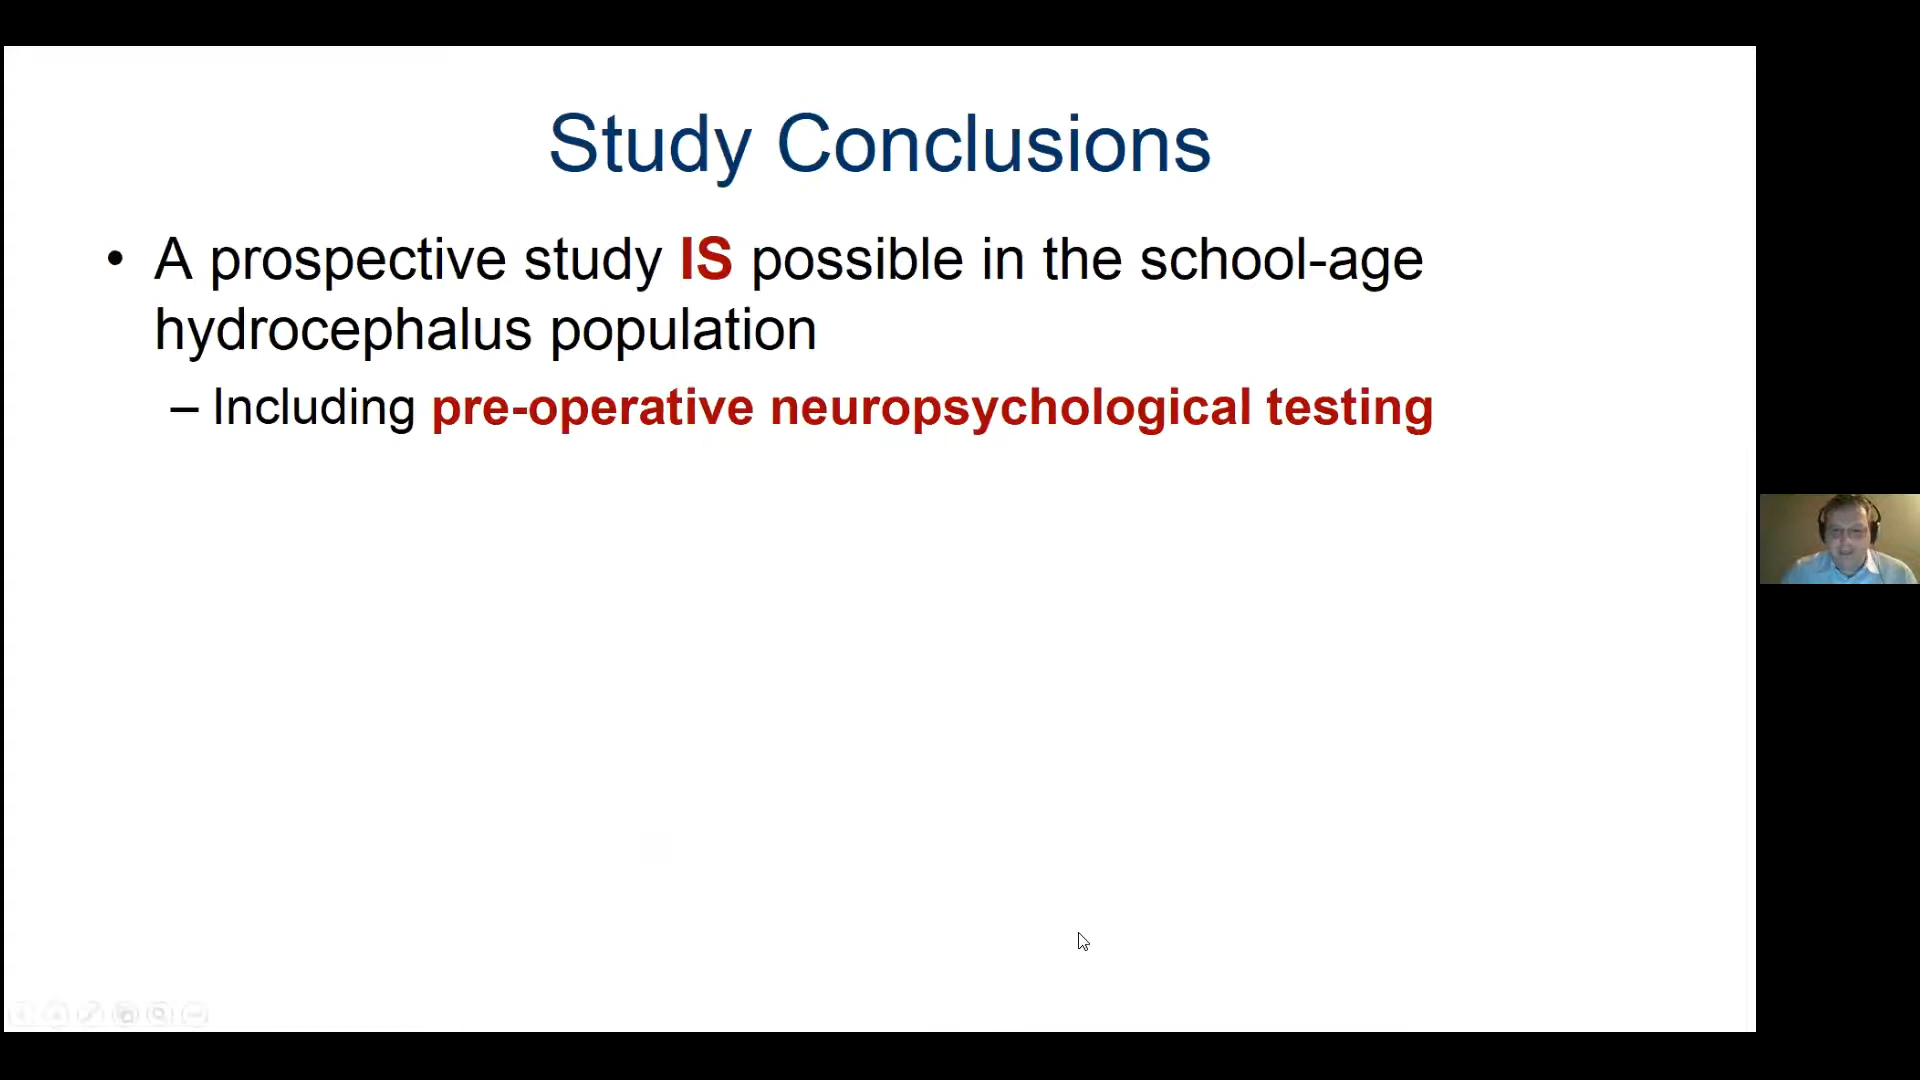 Study Conclusions
• A prospective study IS possible in the school-age
hydrocephalus population
– Including pre-operative neuropsychological testing